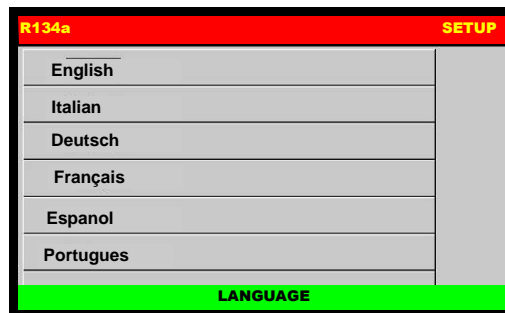 R134a SETUP
English
Italian
Deutsch
Français
Espanol
Portugues
LANGUAGE